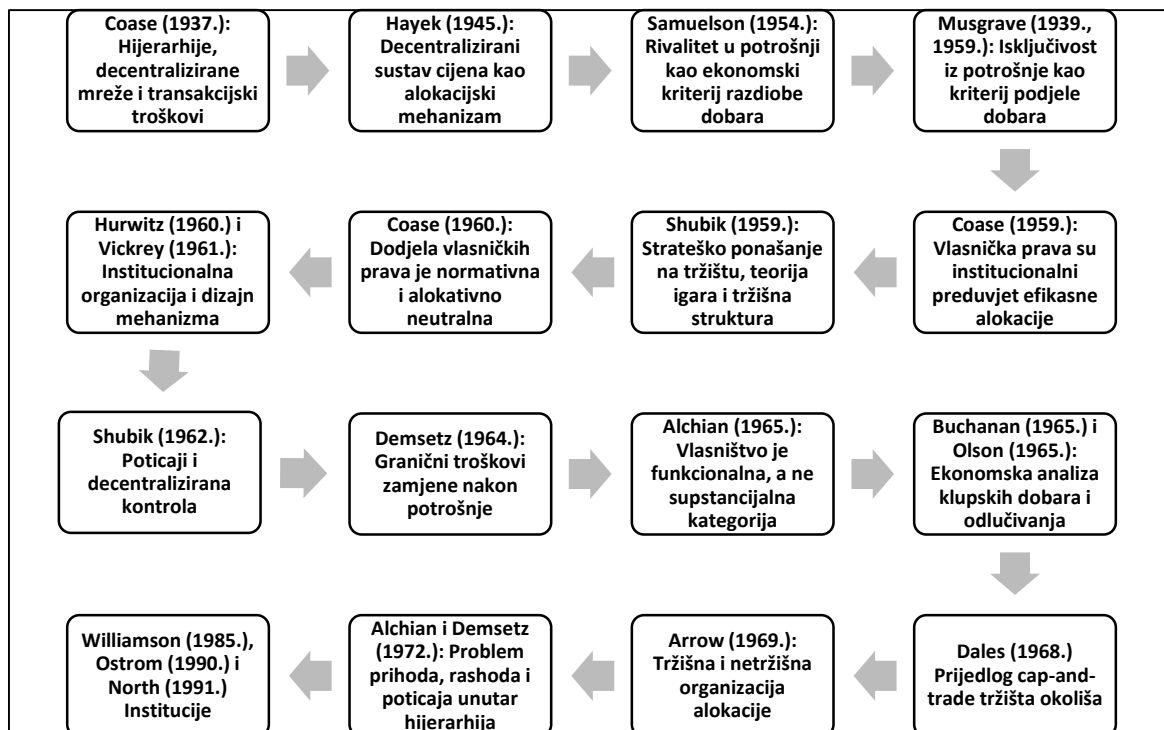 Coase (1937.):
Hijerarhije,
decentralizirane
mreže i transakcijski
troškovi
Hayek (1945.):
Decentralizirani
sustav cijena kao
alokacijski
mehanizam
Samuelson (1954.):
Rivalitet u potrošnji
kao ekonomski
kriterij razdiobe
dobara
Musgrave (1939.,
1959.): Isključivost
iz potrošnje kao
kriterij podjele
dobara
Coase (1959.):
Vlasnička prava su
institucionalni
preduvjet efikasne
alokacije
Shubik (1959.):
Strateško ponašanje
na tržištu, teorija
igara i tržišna
struktura
Coase (1960.):
Dodjela vlasničkih
prava je normativna
i alokativno
neutralna
Hurwitz (1960.) i
Vickrey (1961.):
Institucionalna
organizacija i dizajn
mehanizma
Shubik (1962.):
Poticaji i
decentralizirana
kontrola
Demsetz (1964.):
Granični troškovi
zamjene nakon
potrošnje
Alchian (1965.):
Vlasništvo je
funkcionalna, a ne
supstancijalna
kategorija
Buchanan (1965.) i
Olson (1965.):
Ekonomska analiza
klupskih dobara i
odlučivanja
Dales (1968.)
Prijedlog cap-and-
trade tržišta okoliša
Arrow (1969.):
Tržišna i netržišna
organizacija
alokacije
Alchian i Demsetz
(1972.): Problem
prihoda, rashoda i
poticaja unutar
hijerarhija
Williamson (1985.),
Ostrom (1990.) i
North (1991.)
Institucije